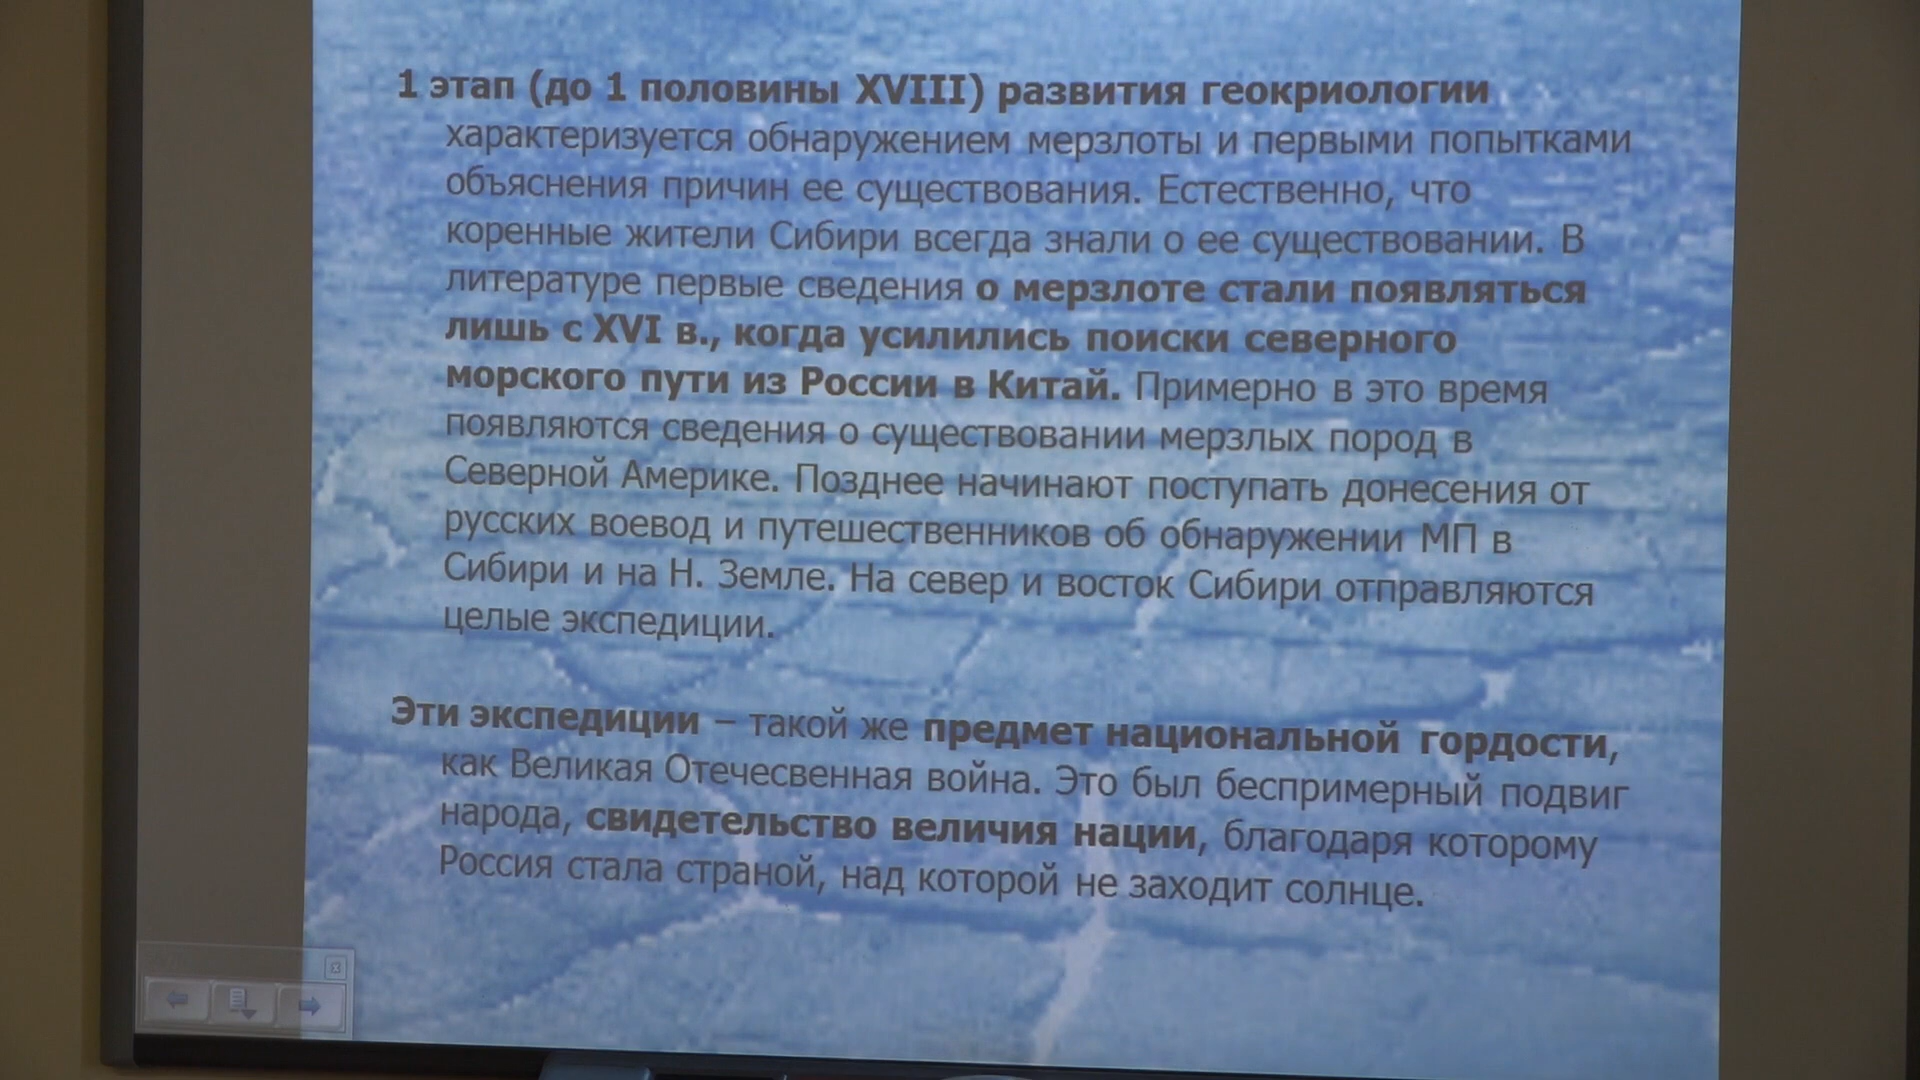 1 этап (до 1 половины XVIII) развития геокриологии
характеризуется обнаружением мерзлоты и первыми попытками
объяснения причин ее существования. Естественно, что
коренные жители Сибири всегда знали о ее существовании. В
литературе первые сведения о мерзлоте стали появляться
лишь с XVI в., когда усилились поиски северного
морского пути из России в Китай. Примерно в это время
появляются сведения о существовании мерзлых пород в
Северной Америке. Позднее начинают поступать донесения от
русских воевод и путешественников об обнаружении МП в
Сибири и на Н. Земле. На север и восток Сибири отправляются
целые экспедиции.
Эти экспедиции – такой же предмет национальной гордости,
как Великая Отечесвенная война. Это был беспримерный подвиг
народа, свидетельство величия нации, благодаря которому
Россия стала страной, над которой не заходит солнце.